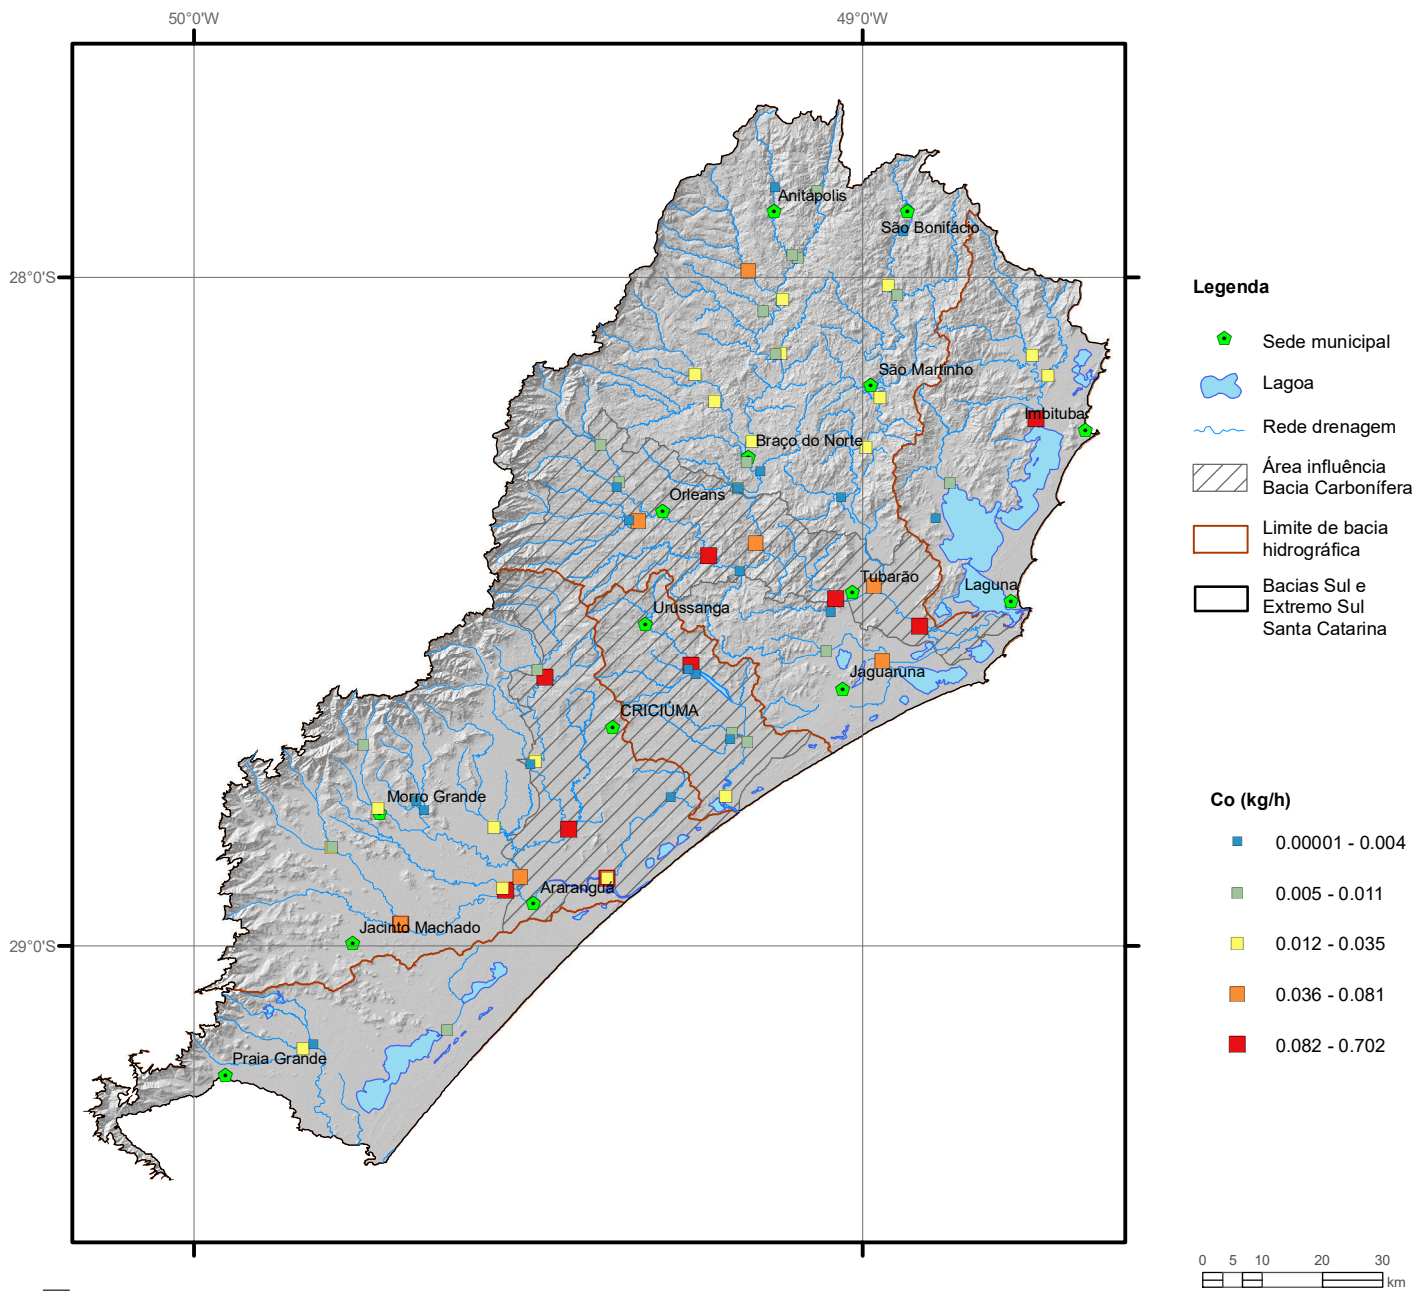 50°0'W
49°0'W
Anitápolis
São Bonifácio
28°0'S
São Martinho
Imbituba
Braço do Norte
Orleans
Tubarão
Laguna
Urussanga
Jaguaruna
CRICIÚMA
Morro Grande
Araranguá
Jacinto Machado
29°0'S
Praia Grande
Legenda
Sede municipal
Lagoa
Rede drenagem
Área influência
Bacia Carbonífera
Limite de bacia
hidrográfica
Bacias Sul e
Extremo Sul
Santa Catarina
Co (kg/h)
0.00001 - 0.004
0.005 - 0.011
0.012 - 0.035
0.036 - 0.081
0.082 - 0.702
0 5 10 20 30
km